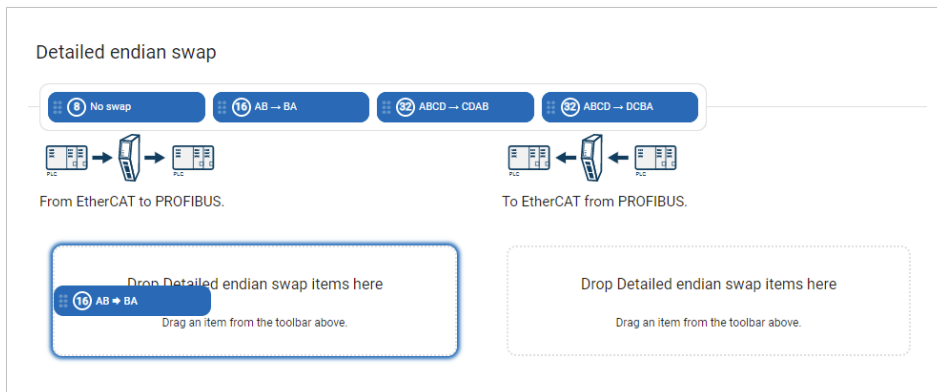 Detailed endian swap
8 No swap
16 AB → BA
32 ABCD → CDAB
32 ABCD → DCBA
PLC PLC
PLC PLC
From EtherCAT to PROFIBUS.
To EtherCAT from PROFIBUS.
Drop Detailed endian swap items here
16 AB → BA
Drag an item from the toolbar above.
Drop Detailed endian swap items here
Drag an item from the toolbar above.